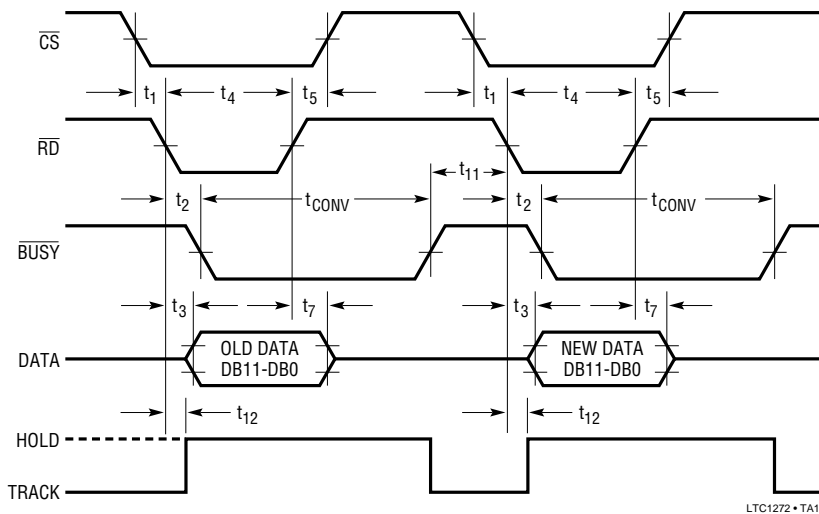 CS
t1 t4 t5 t1 t4 t5
RD
t11
t2 tCONV t2 tCONV
BUSY
t3 t7 t3 t7
DATA
OLD DATA
DB11-DB0
NEW DATA
DB11-DB0
t12 t12
HOLD
TRACK
LTC1272 • TA1